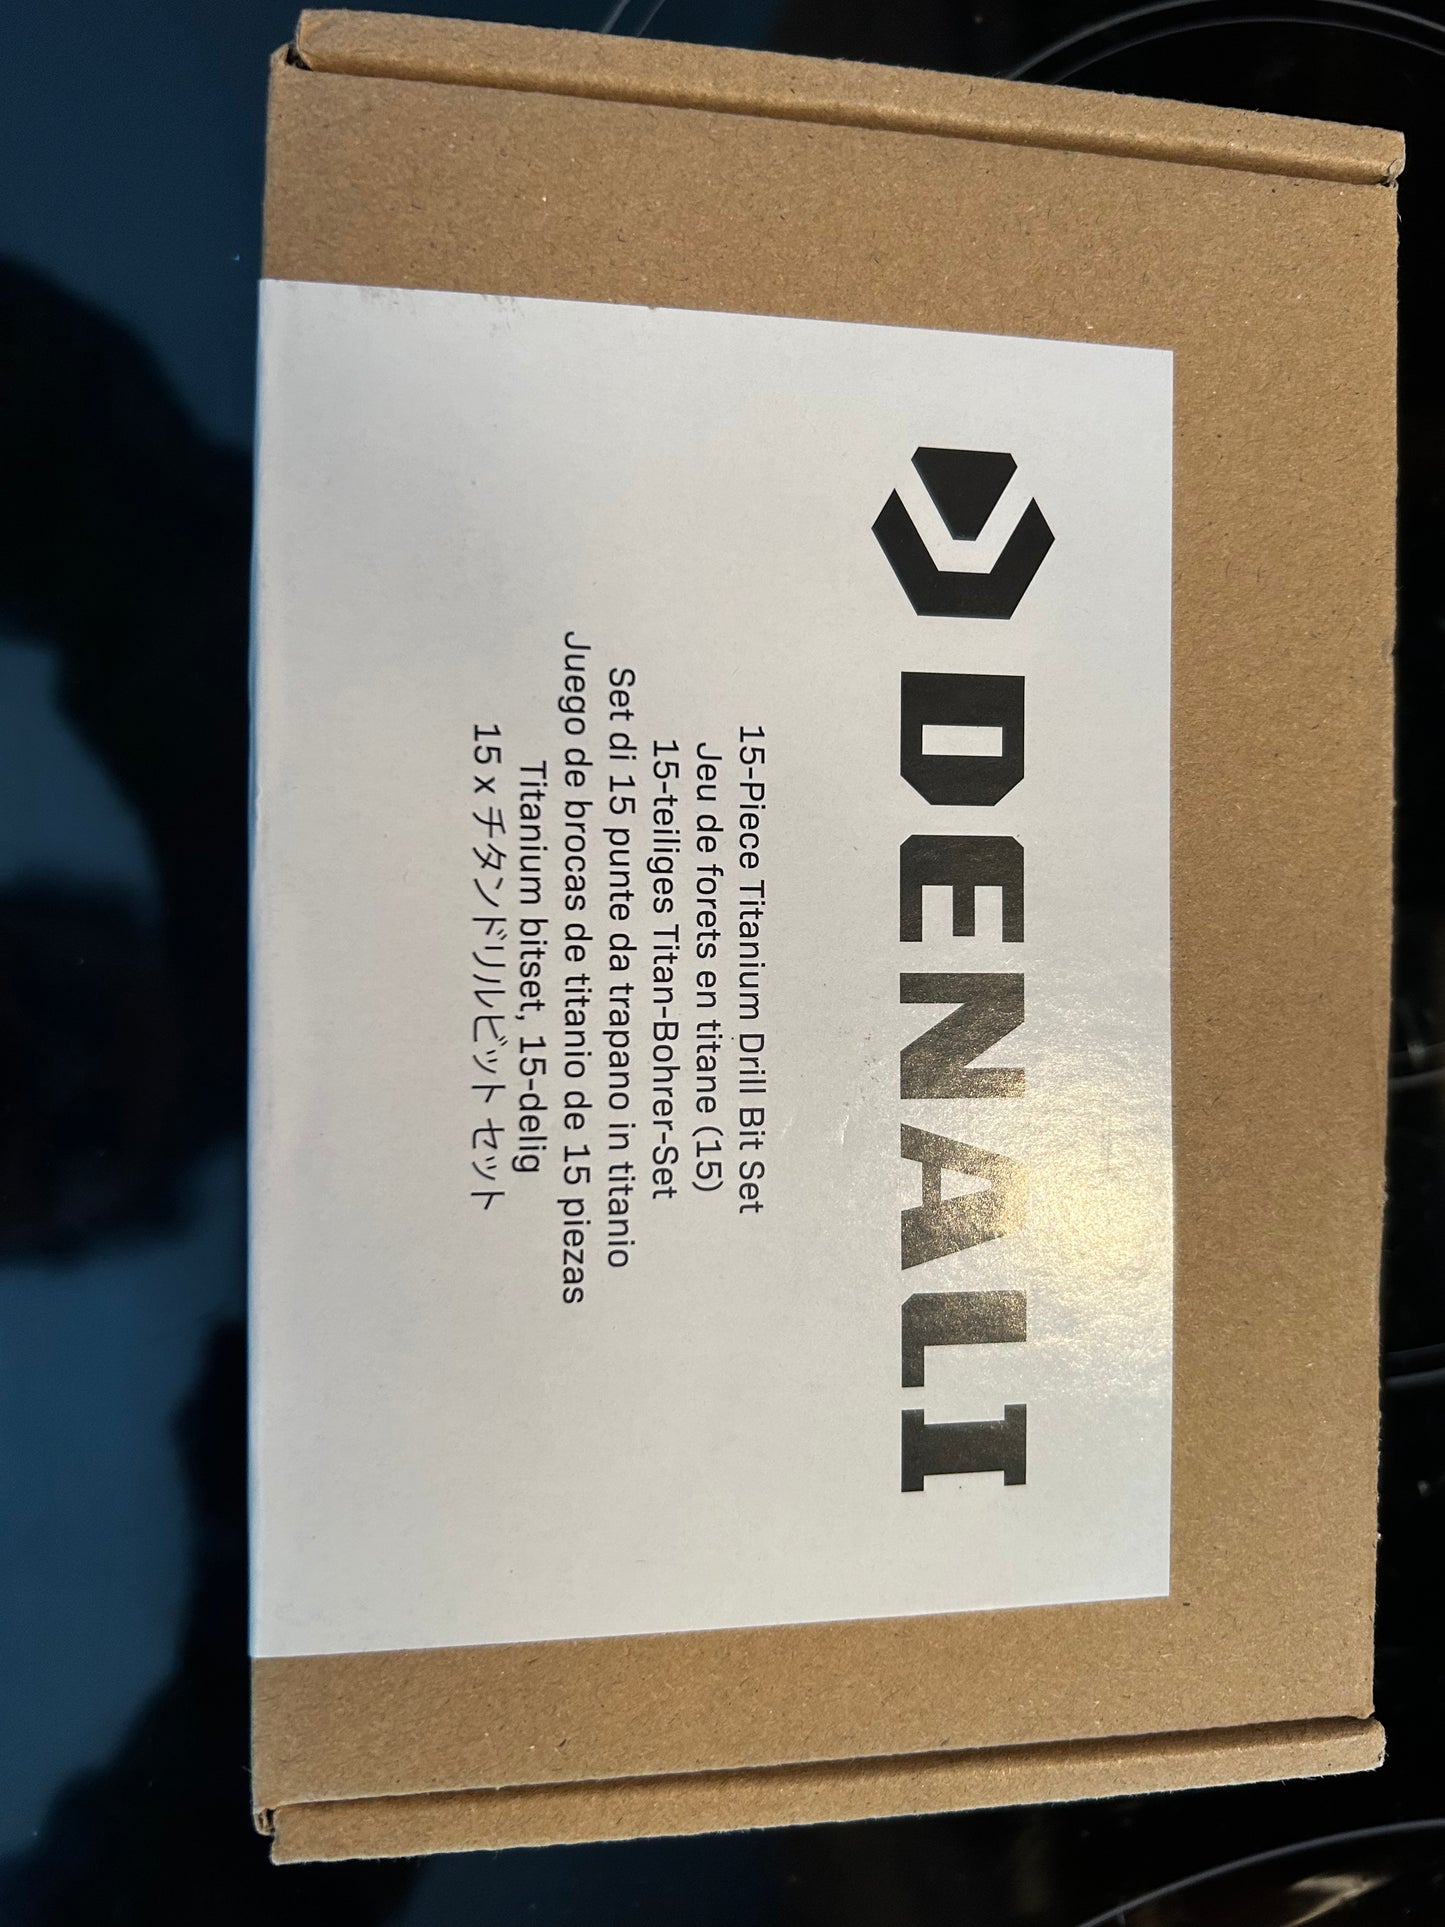 DENALI
15-Piece Titanium Drill Bit Set
Jeu de forets en titane (15)
15-teiliges Titan-Bohrer-Set
Set di 15 punte da trapano in titanio
Juego de brocas de titanio de 15 piezas
Titanium bitset, 15-delig
15 x チタンドリルビット セット